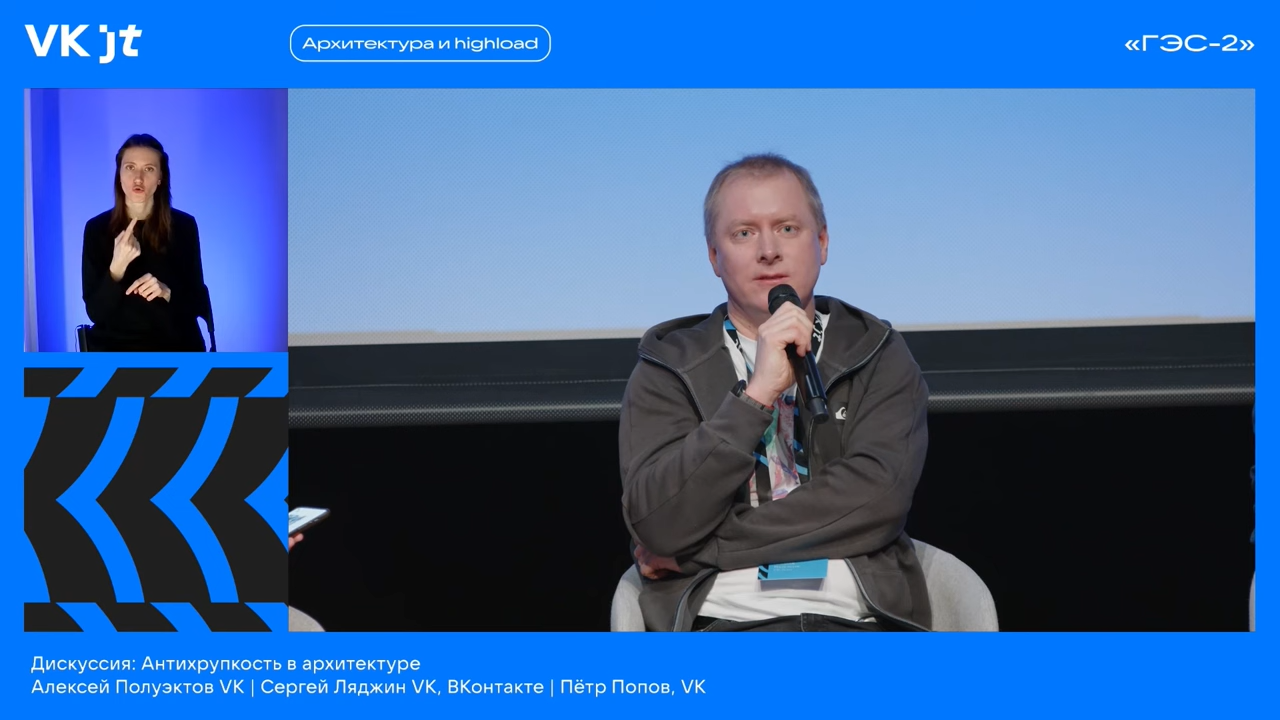 VK jt
Архитектура и highload
«ГЭС-2»
Дискуссия: Антихрупкость в архитектуре
Алексей Полуэктов VK | Сергей Ляджин VK, ВКонтакте | Пётр Попов, VK